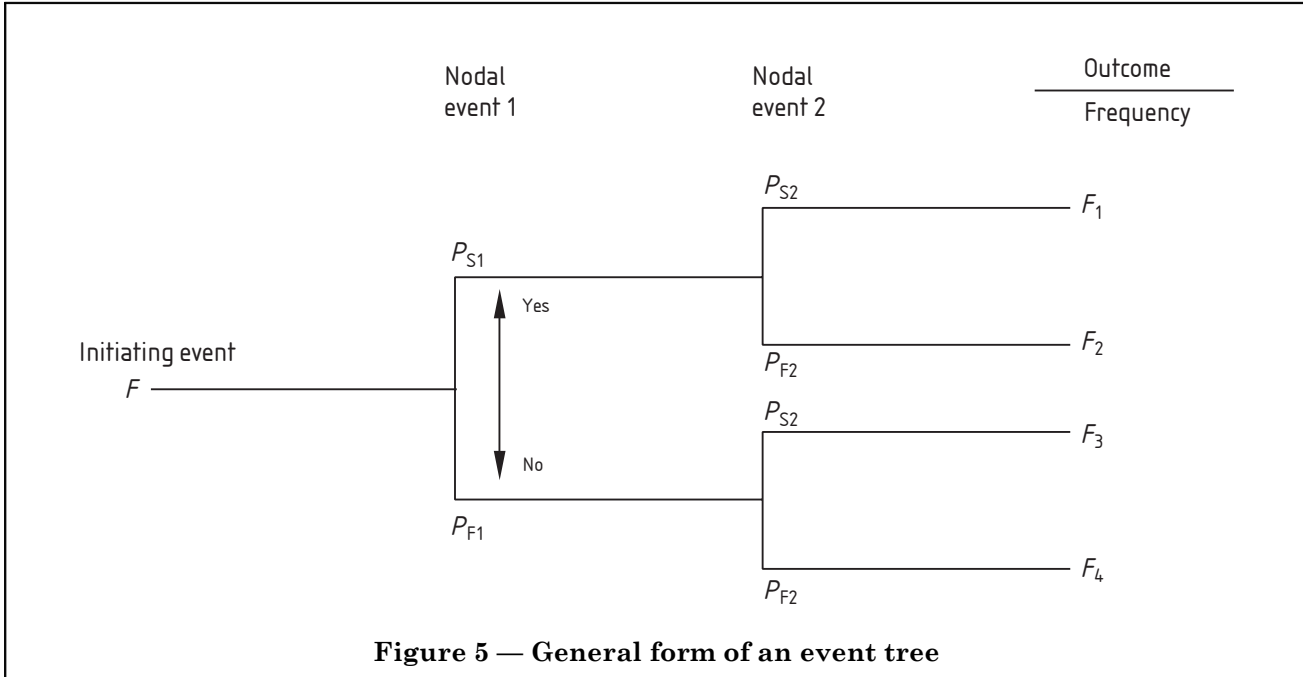 Nodal
event 1
Nodal
event 2
Outcome
Frequency
P_S2
F_1
P_S1
Yes
Initiating event
F
F_2
P_F2
P_S2
F_3
No
P_F1
F_4
P_F2
Figure 5 — General form of an event tree